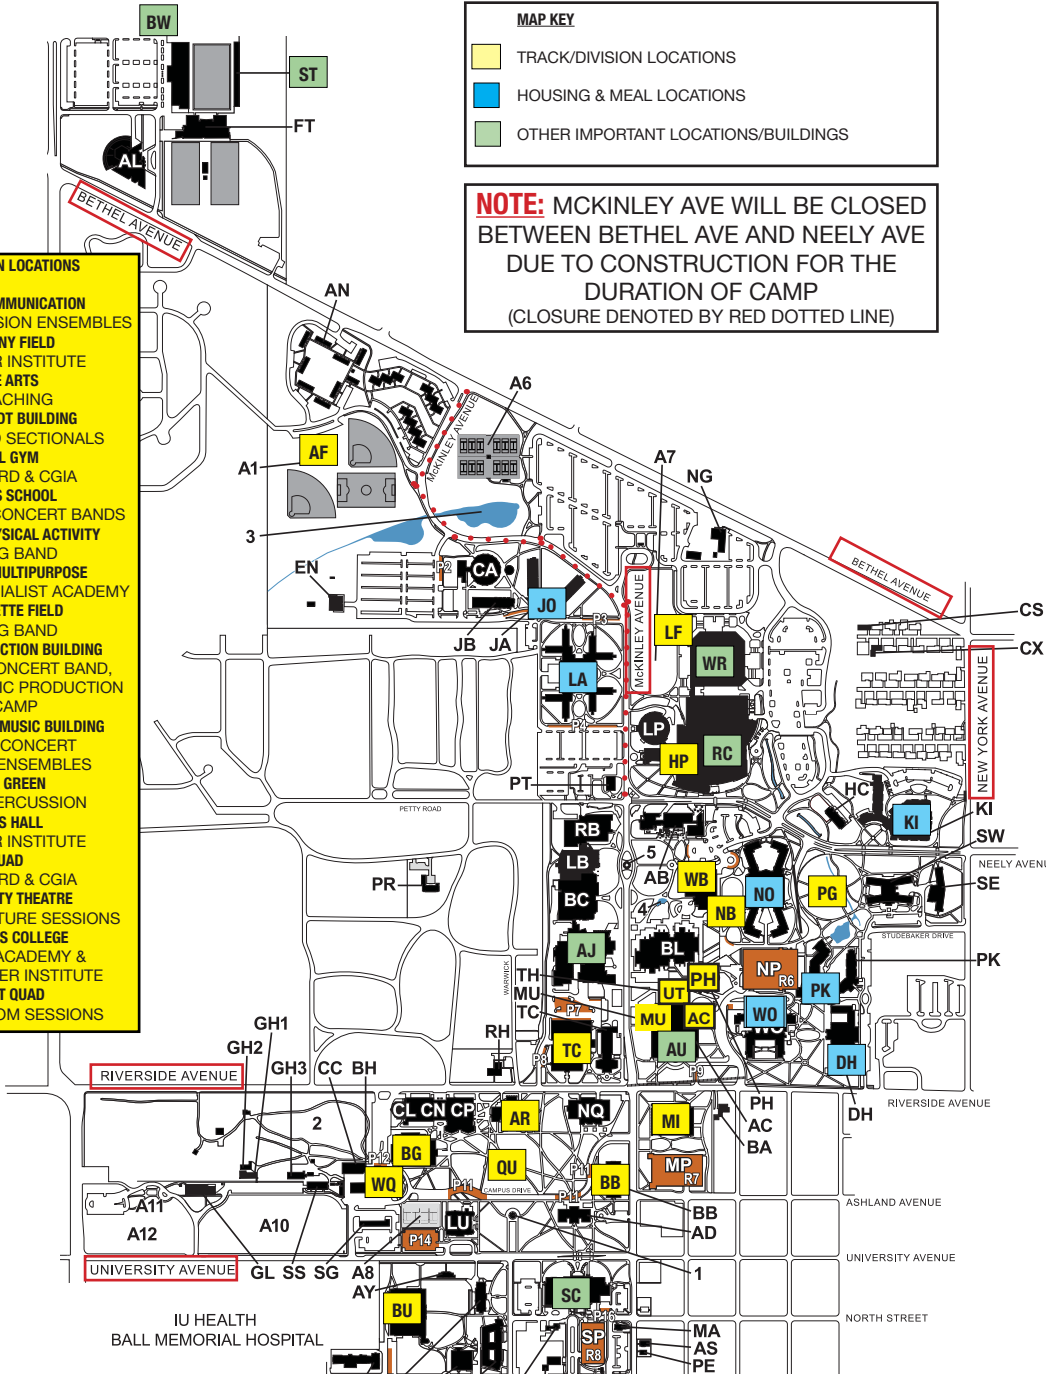 BW
ST
FT
AL
BETHEL AVENUE
MAP KEY
TRACK/DIVISION LOCATIONS
HOUSING & MEAL LOCATIONS
OTHER IMPORTANT LOCATIONS/BUILDINGS
NOTE: MCKINLEY AVE WILL BE CLOSED
BETWEEN BETHEL AVE AND NEELY AVE
DUE TO CONSTRUCTION FOR THE
DURATION OF CAMP
(CLOSURE DENOTED BY RED DOTTED LINE)
N LOCATIONS
MMUNICATION
SION ENSEMBLES
NY FIELD
R INSTITUTE
E ARTS
ACHING
OT BUILDING
O SECTIONALS
L GYM
RD & CGIA
S SCHOOL
CONCERT BANDS
YSICAL ACTIVITY
G BAND
MULTIPURPOSE
CIALIST ACADEMY
ETTE FIELD
G BAND
CTION BUILDING
ONCERT BAND,
IC PRODUCTION
CAMP
MUSIC BUILDING
CONCERT
ENSEMBLES
GREEN
ERCUSSION
S HALL
R INSTITUTE
UAD
RD & CGIA
TY THEATRE
TURE SESSIONS
S COLLEGE
ACADEMY &
ER INSTITUTE
T QUAD
OM SESSIONS
AN
A6
McKINLEY AVENUE
AF
A1
A7
NG
3
BETHEL AVENUE
EN
P2
CA
JO
McKINLEY AVENUE
CS
CX
JB
JA
P3
LF
WR
LA
NEW YORK AVENUE
P4
LP
RC
HP
PT
HC
KI
KI
PETTY ROAD
RB
5
AB
SW
NEELY AVENU
LB
PR
WB
NO
PG
SE
BC
4
NB
STUDEBAKER DRIVE
AJ
BL
NP
R6
PK
PK
WARWICK
TH
MU
TC
UT
PH
P7
MU
AC
WO
RH
P8
TC
AU
DH
GH1
GH2
GH3
CC
BH
P9
RIVERSIDE AVENUE
RIVERSIDE AVENUE
PH
AC
BA
DH
CL
CN
CP
AR
NQ
MI
2
BG
P12
QU
P11
MP
R7
WQ
P11
CAMPUS DRIVE
P11
BB
BB
AD
ASHLAND AVENUE
A11
A12
A10
LU
P14
UNIVERSITY AVENUE
GL
SS
SG
A8
AY
1
UNIVERSITY AVENUE
SC
BU
IU HEALTH
BALL MEMORIAL HOSPITAL
P16
NORTH STREET
SP
R8
MA
AS
PE